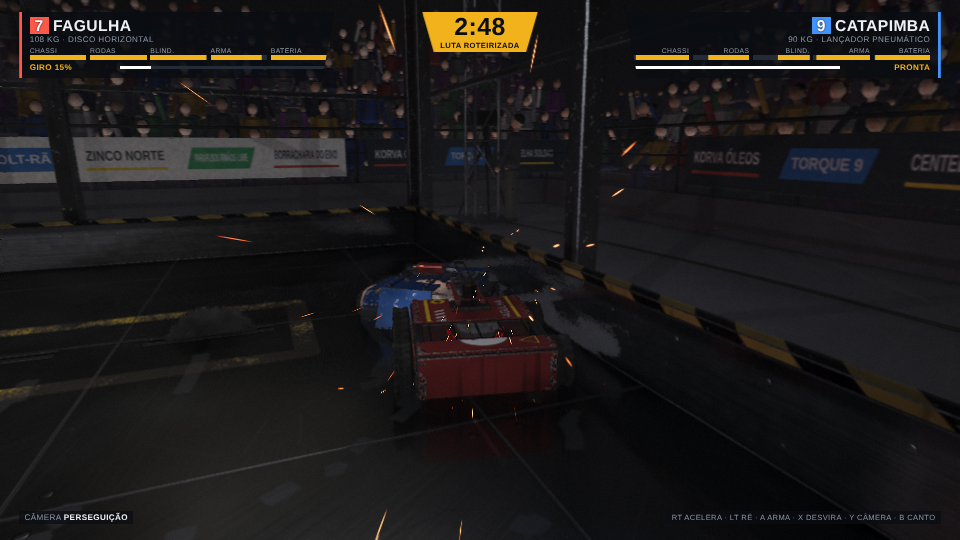 7 FAGULHA
108 KG · DISCO HORIZONTAL
CHASSI RODAS BLIND. ARMA BATERIA
GIRO 15%
2:48
LUTA ROTEIRIZADA
9 CATAPIMBA
90 KG · LANÇADOR PNEUMÁTICO
CHASSI RODAS BLIND. ARMA BATERIA
PRONTA
ZINCO NORTE
BORRACHARIA DO ENIO
KORVA ÓLEOS
TORQUE 9
CÂMERA PERSEGUIÇÃO
RT ACELERA · LT RÉ · A ARMA · X DESVIRA · Y CÂMERA · B CANTO